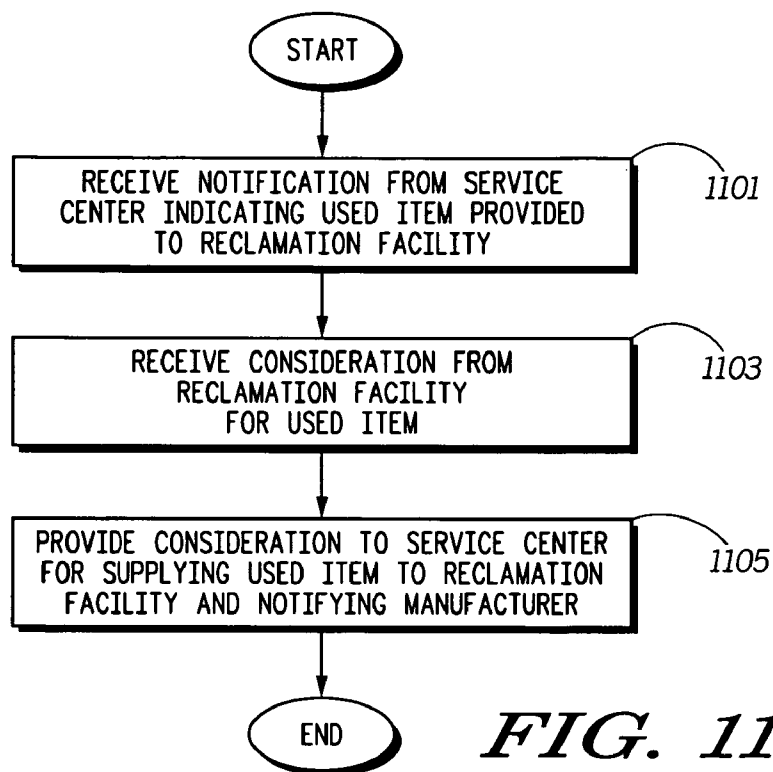 START
RECEIVE NOTIFICATION FROM SERVICE
CENTER INDICATING USED ITEM PROVIDED
TO RECLAMATION FACILITY
1101
RECEIVE CONSIDERATION FROM
RECLAMATION FACILITY
FOR USED ITEM
1103
PROVIDE CONSIDERATION TO SERVICE CENTER
FOR SUPPLYING USED ITEM TO RECLAMATION
FACILITY AND NOTIFYING MANUFACTURER
1105
END
FIG. 11